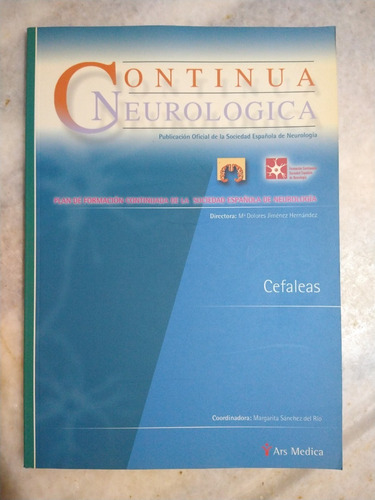 CONTINUA
NEUROLOGICA
Publicación Oficial de la Sociedad Española de Neurología
PLAN DE FORMACIÓN CONTINUADA DE LA SOCIEDAD ESPAÑOLA DE NEUROLOGÍA
Directora: Mª Dolores Jiménez Hernández
Cefaleas
Coordinadora: Margarita Sánchez del Río
Ars Medica